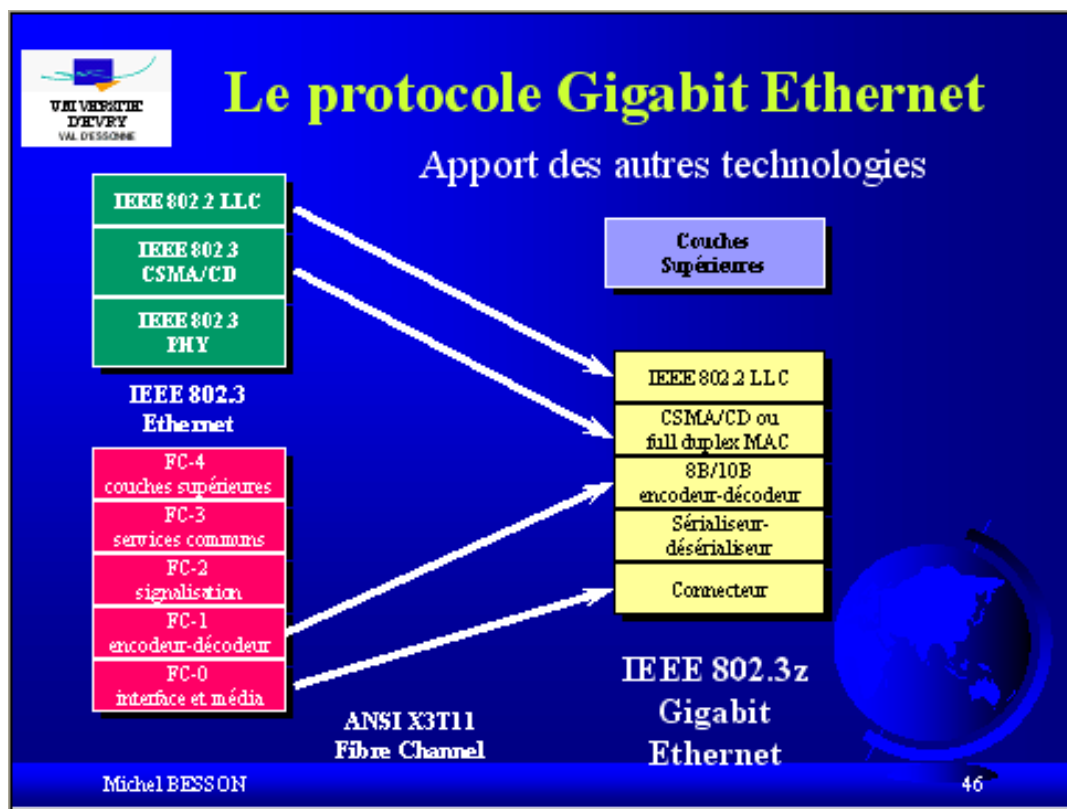 UNIVERSITE
D'EVRY
VAL D'ESSONNE
Le protocole Gigabit Ethernet
Apport des autres technologies
IEEE 802.2 LLC
IEEE 802.3
CSMA/CD
IEEE 802.3
PHY
IEEE 802.3
Ethernet
FC-4
couches supérieures
FC-3
services communs
FC-2
signalisation
FC-1
encodeur-décodeur
FC-0
interface et média
ANSI X3T11
Fibre Channel
Couches
Supérieures
IEEE 802.2 LLC
CSMA/CD ou
full duplex MAC
8B/10B
encodeur-décodeur
Sérialiseur-
désérialiseur
Connecteur
IEEE 802.3z
Gigabit
Ethernet
Michel BESSON
46